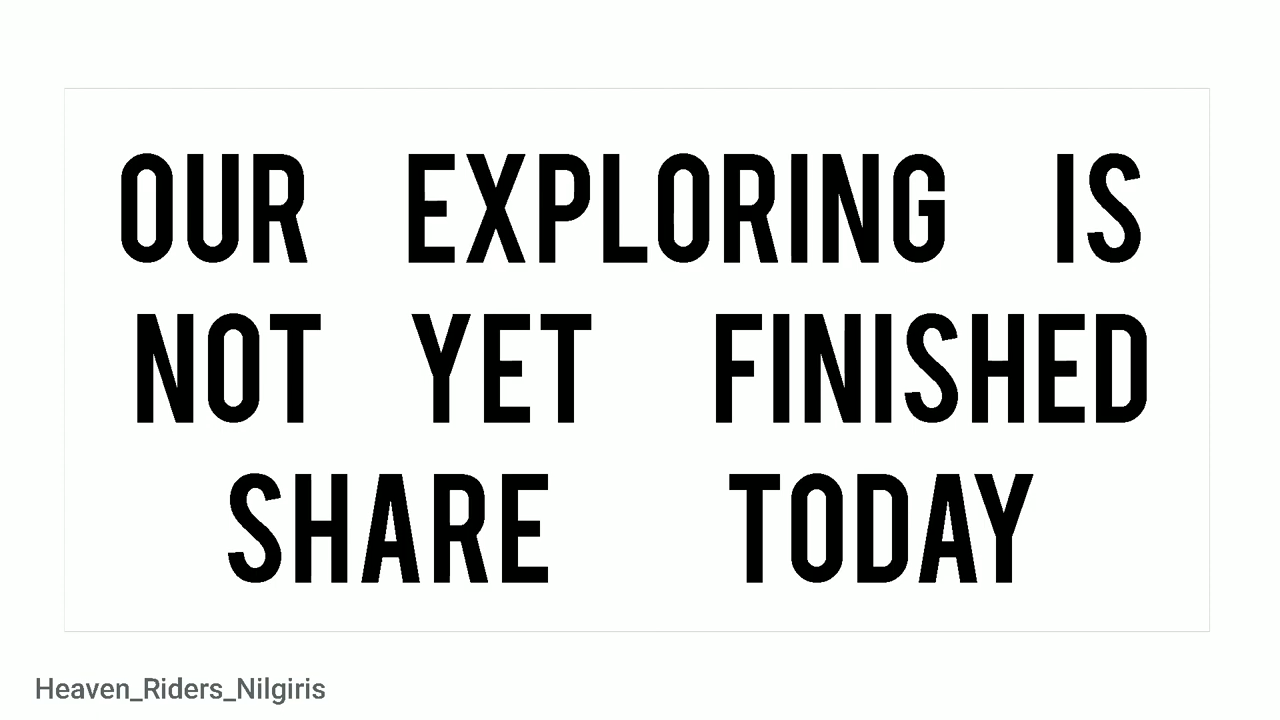 OUR EXPLORING IS
NOT YET FINISHED
SHARE TODAY
Heaven_Riders_Nilgiris